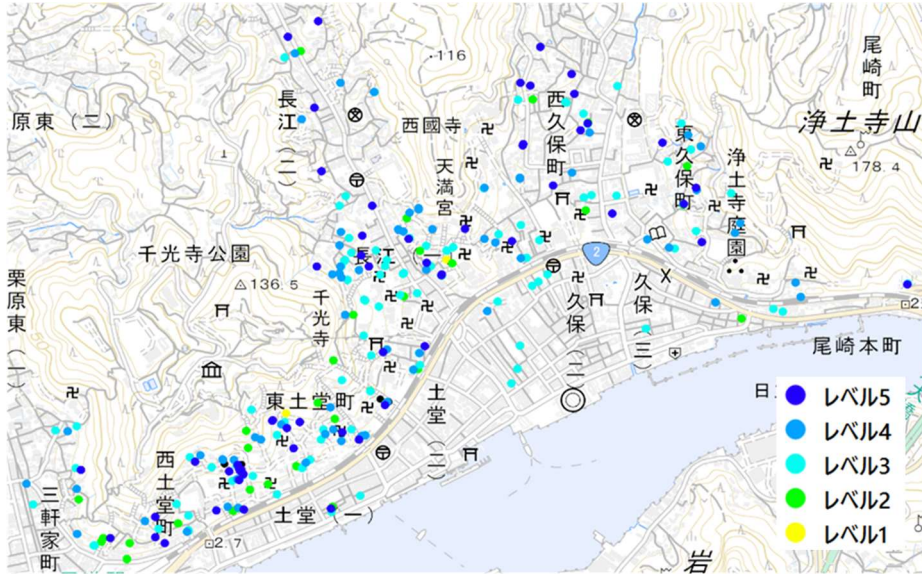 尾崎町
・116
西久保町
長江(二)
原東(二)
西國寺
東久保町
浄土寺山
178.4
天満宮
浄土寺庭園
千光寺公園
長江(一)
2
栗原東(一)
136.5
千光寺
久保(二)
久保(三)
尾崎本町
東土堂町
土堂(二)
西土堂町
三軒家町
土堂(一)
2.7
岩
レベル5
レベル4
レベル3
レベル2
レベル1